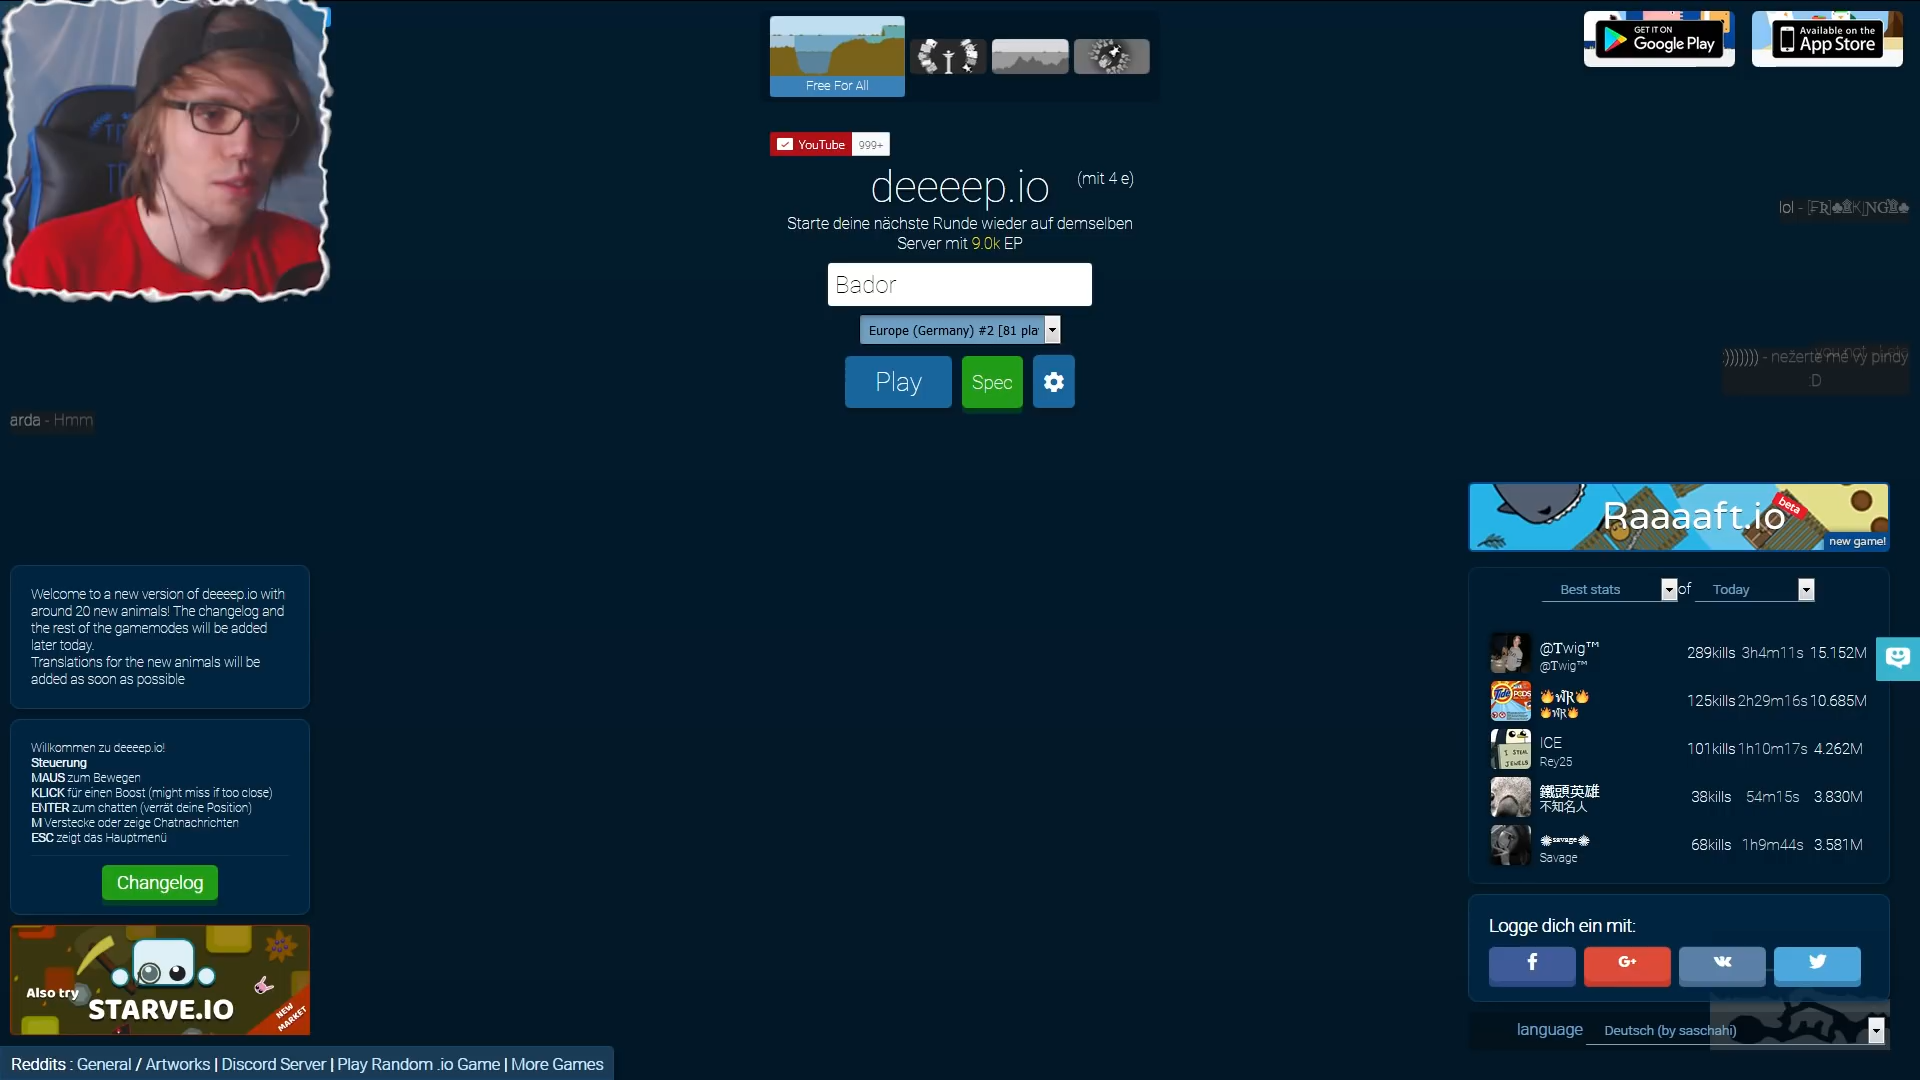 Free For All
GET IT ON
Google Play
Available on the
App Store
YouTube 999+
deeeep.io (mit 4 e)
Starte deine nächste Runde wieder auf demselben
Server mit 9.0k EP
Bador
Europe (Germany) #2 [81 pla
Play Spec
lol -
))))))) - nežerte mě vy pindy
:D
arda - Hmm
Welcome to a new version of deeeep.io with
around 20 new animals! The changelog and
the rest of the gamemodes will be added
later today.
Translations for the new animals will be
added as soon as possible
Willkommen zu deeeep.io!
Steuerung
MAUS zum Bewegen
KLICK für einen Boost (might miss if too close)
ENTER zum chatten (verrät deine Position)
M Verstecke oder zeige Chatnachrichten
ESC zeigt das Hauptmenü
Changelog
Also try
STARVE.IO
NEW
MARKET
Reddits : General / Artworks | Discord Server | Play Random .io Game | More Games
Raaaaft.io
beta
new game!
Best stats of Today
@Twig™ 289kills 3h4m11s 15.152M
@Twig™
125kills 2h29m16s 10.685M
ICE 101kills 1h10m17s 4.262M
Rey25
鐵頭英雄 38kills 54m15s 3.830M
不知名人
savage 68kills 1h9m44s 3.581M
Savage
Logge dich ein mit:
language Deutsch (by saschahi)